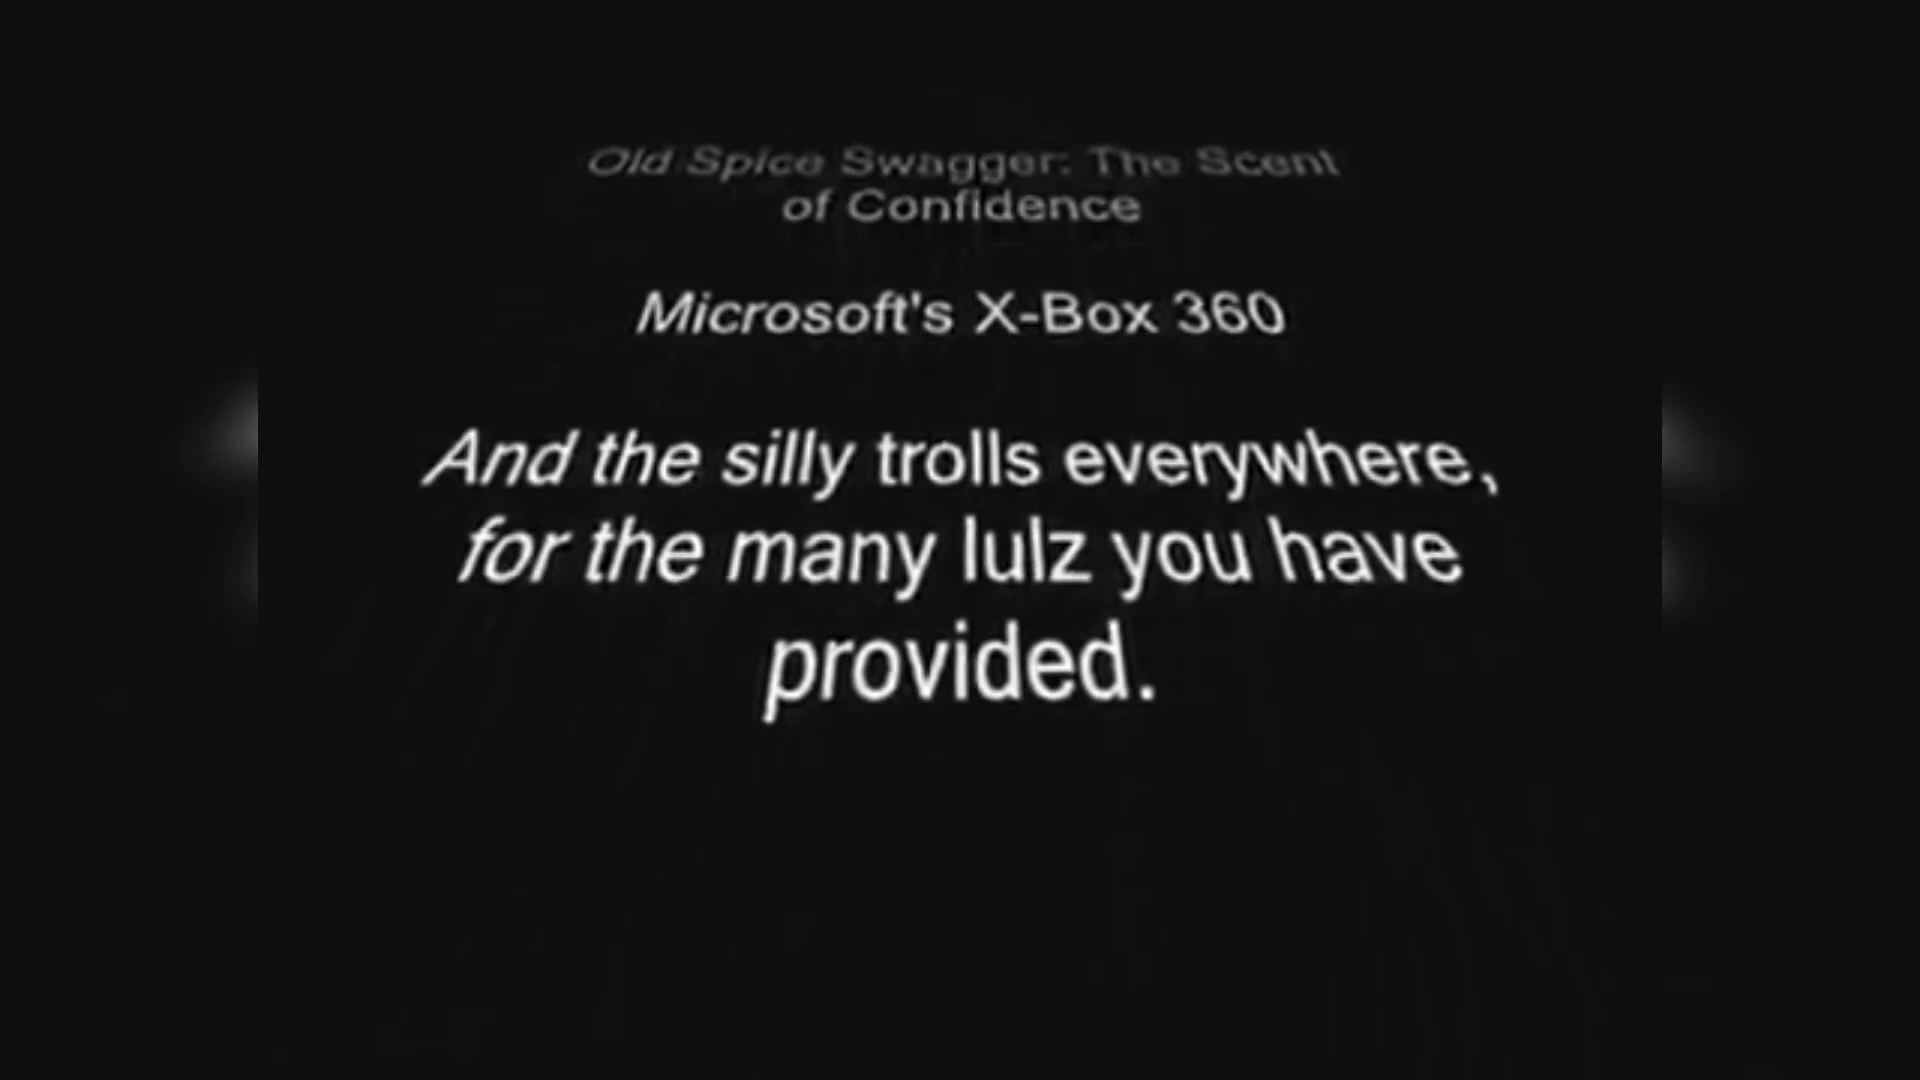 Old Spice Swagger: The Scent
of Confidence
Microsoft's X-Box 360
And the silly trolls everywhere,
for the many lulz you have
provided.